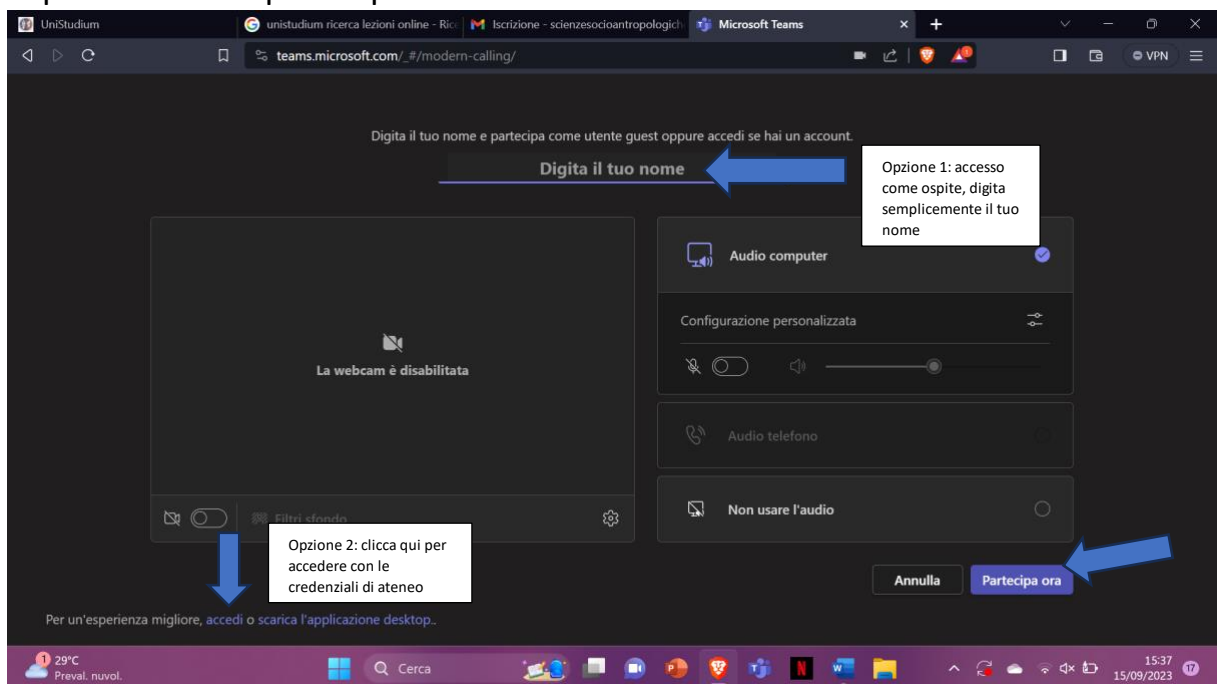 UniStudium
unistudium ricerca lezioni online - Rice
Iscrizione - scienzesocioantropologich
Microsoft Teams
teams.microsoft.com/_#/modern-calling/
VPN
Digita il tuo nome e partecipa come utente guest oppure accedi se hai un account.
Digita il tuo nome
Opzione 1: accesso
come ospite, digita
semplicemente il tuo
nome
Audio computer
Configurazione personalizzata
La webcam è disabilitata
Audio telefono
Filtri sfondo
Non usare l'audio
Opzione 2: clicca qui per
accedere con le
credenziali di ateneo
Annulla
Partecipa ora
Per un'esperienza migliore, accedi o scarica l'applicazione desktop..
1
29°C
Preval. nuvol.
Cerca
15:37
15/09/2023
17